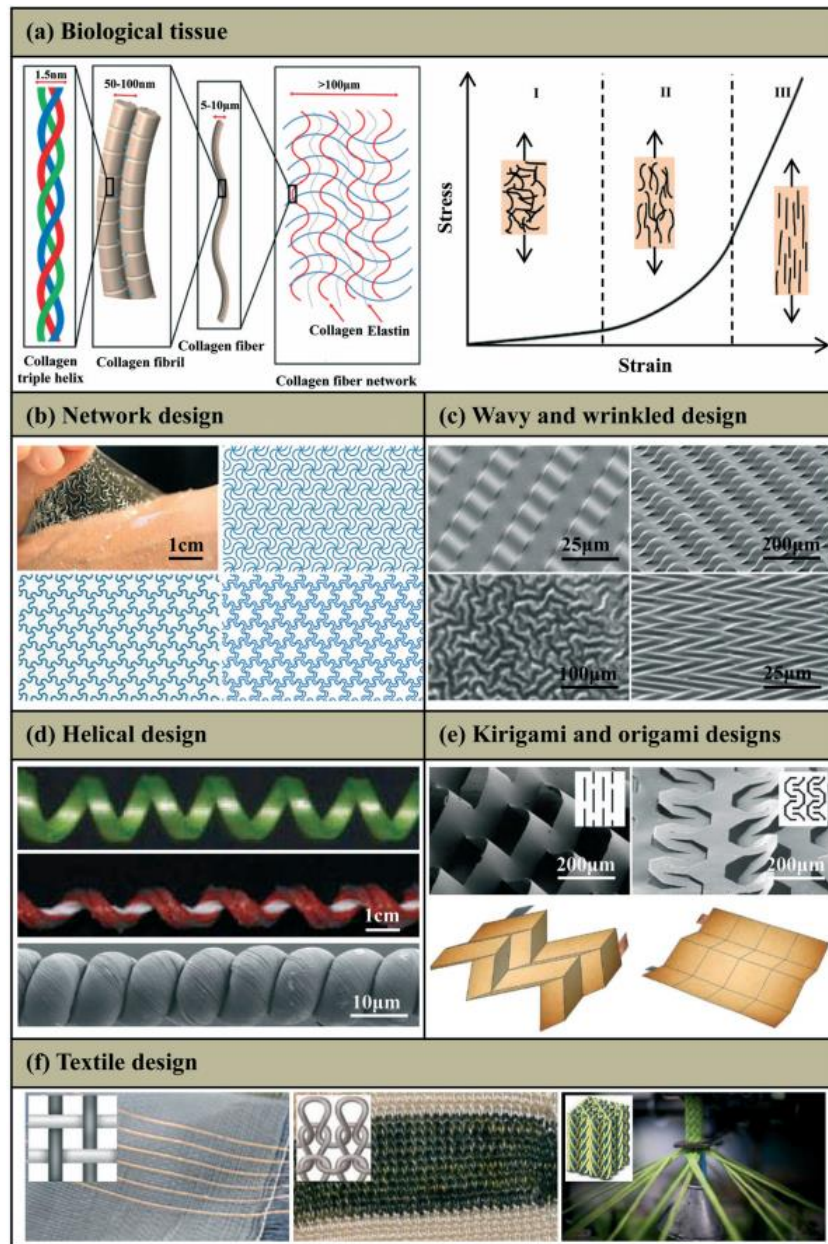 (a) Biological tissue
1.5nm
50-100nm
5-10μm
>100μm
Collagen Elastin
Collagen
triple helix
Collagen fibril
Collagen fiber
Collagen fiber network
I
II
III
Stress
Strain
(b) Network design
1cm
(c) Wavy and wrinkled design
25μm
200μm
100μm
25μm
(d) Helical design
1cm
10μm
(e) Kirigami and origami designs
200μm
200μm
(f) Textile design